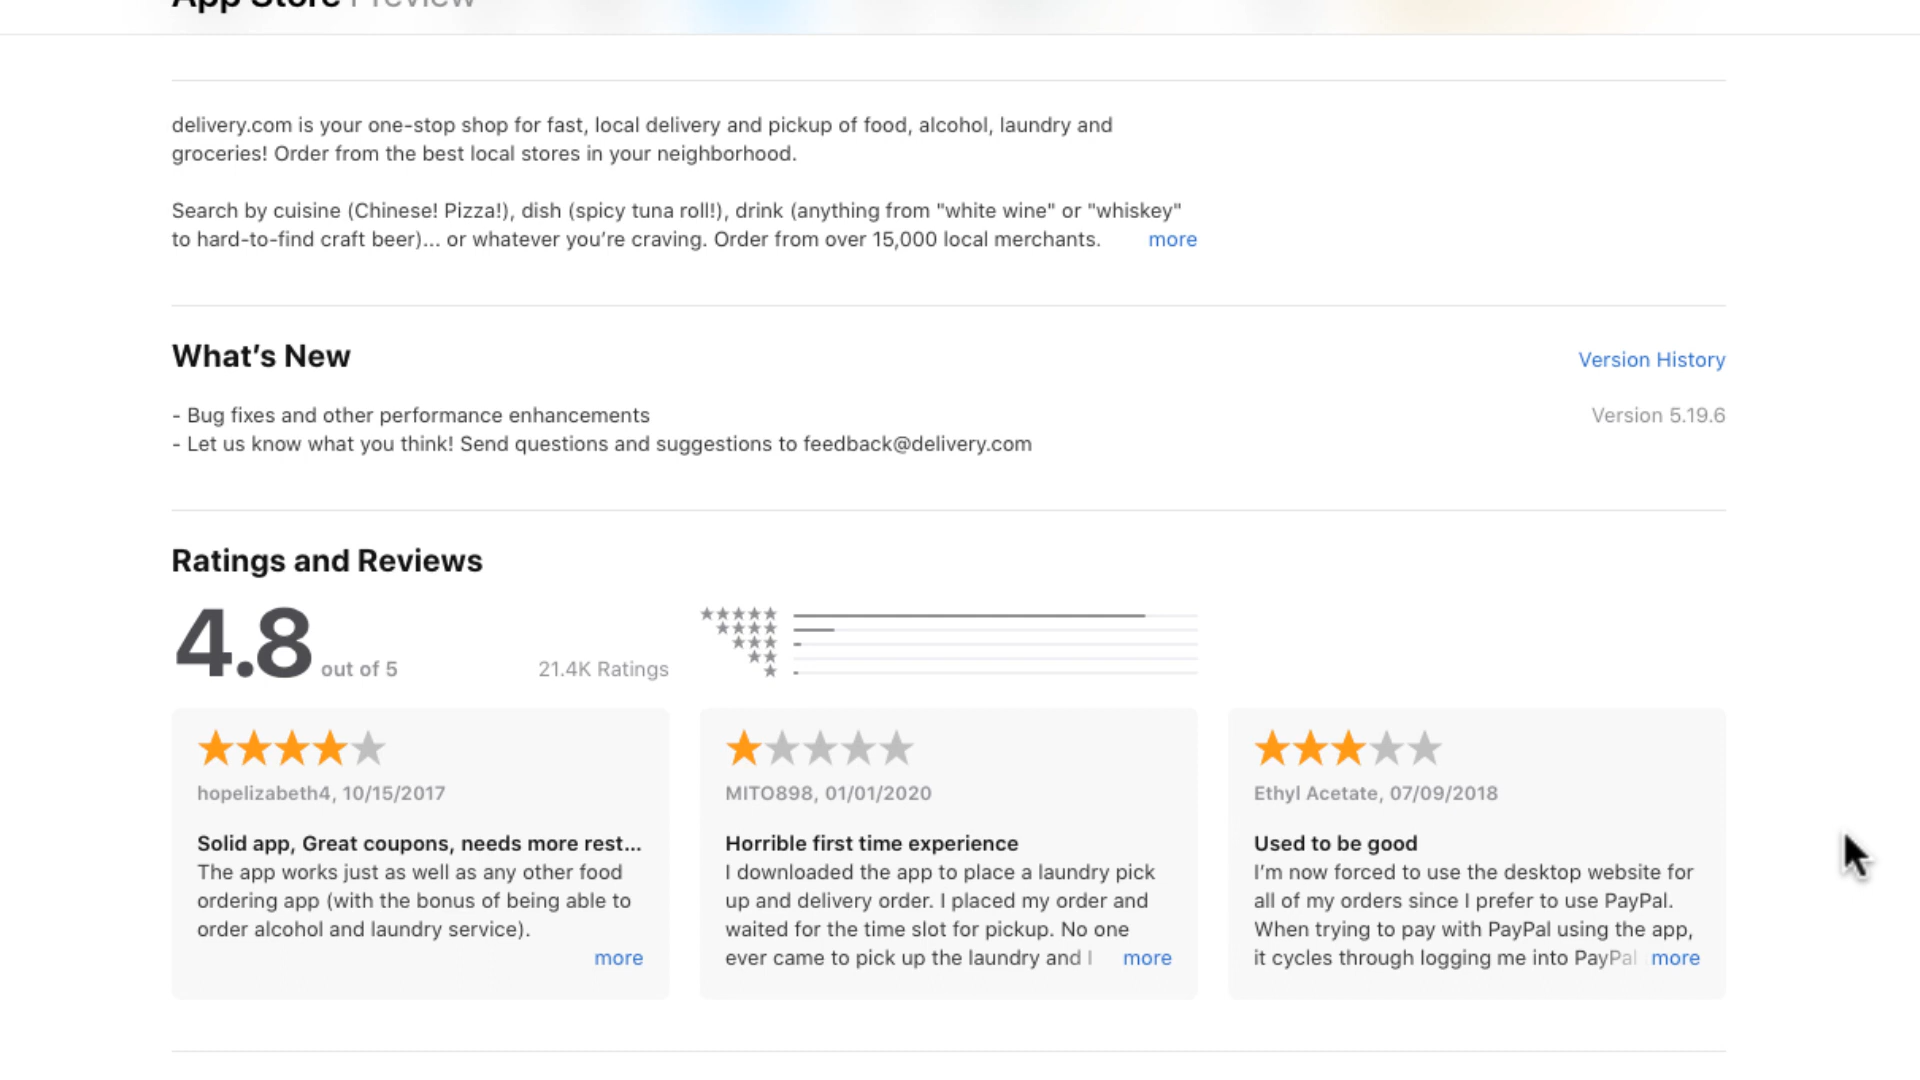 App Store Preview
delivery.com is your one-stop shop for fast, local delivery and pickup of food, alcohol, laundry and
groceries! Order from the best local stores in your neighborhood.
Search by cuisine (Chinese! Pizza!), dish (spicy tuna roll!), drink (anything from "white wine" or "whiskey"
to hard-to-find craft beer)... or whatever you’re craving. Order from over 15,000 local merchants. more
What’s New
Version History
- Bug fixes and other performance enhancements
Version 5.19.6
- Let us know what you think! Send questions and suggestions to feedback@delivery.com
Ratings and Reviews
4.8 out of 5
21.4K Ratings
hopelizabeth4, 10/15/2017
Solid app, Great coupons, needs more rest...
The app works just as well as any other food
ordering app (with the bonus of being able to
order alcohol and laundry service).
more
MITO898, 01/01/2020
Horrible first time experience
I downloaded the app to place a laundry pick
up and delivery order. I placed my order and
waited for the time slot for pickup. No one
ever came to pick up the laundry and I more
Ethyl Acetate, 07/09/2018
Used to be good
I’m now forced to use the desktop website for
all of my orders since I prefer to use PayPal.
When trying to pay with PayPal using the app,
it cycles through logging me into PayPal more